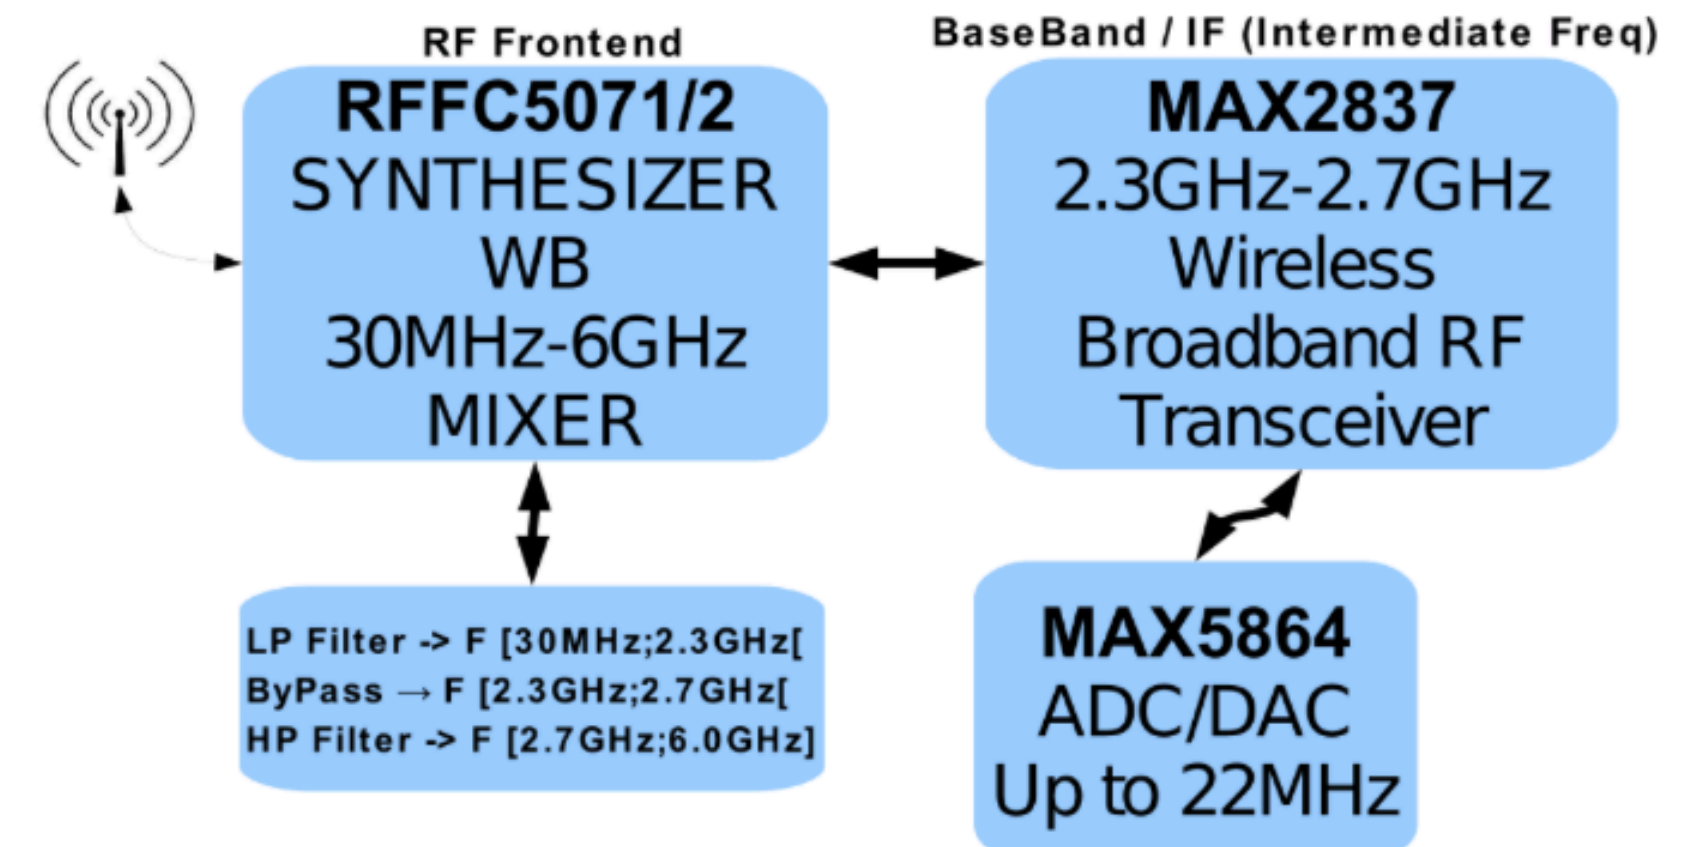 RF Frontend
RFFC5071/2
SYNTHESIZER
WB
30MHz-6GHz
MIXER
BaseBand / IF (Intermediate Freq)
MAX2837
2.3GHz-2.7GHz
Wireless
Broadband RF
Transceiver
LP Filter -> F [30MHz;2.3GHz[
ByPass → F [2.3GHz;2.7GHz[
HP Filter -> F [2.7GHz;6.0GHz]
MAX5864
ADC/DAC
Up to 22MHz